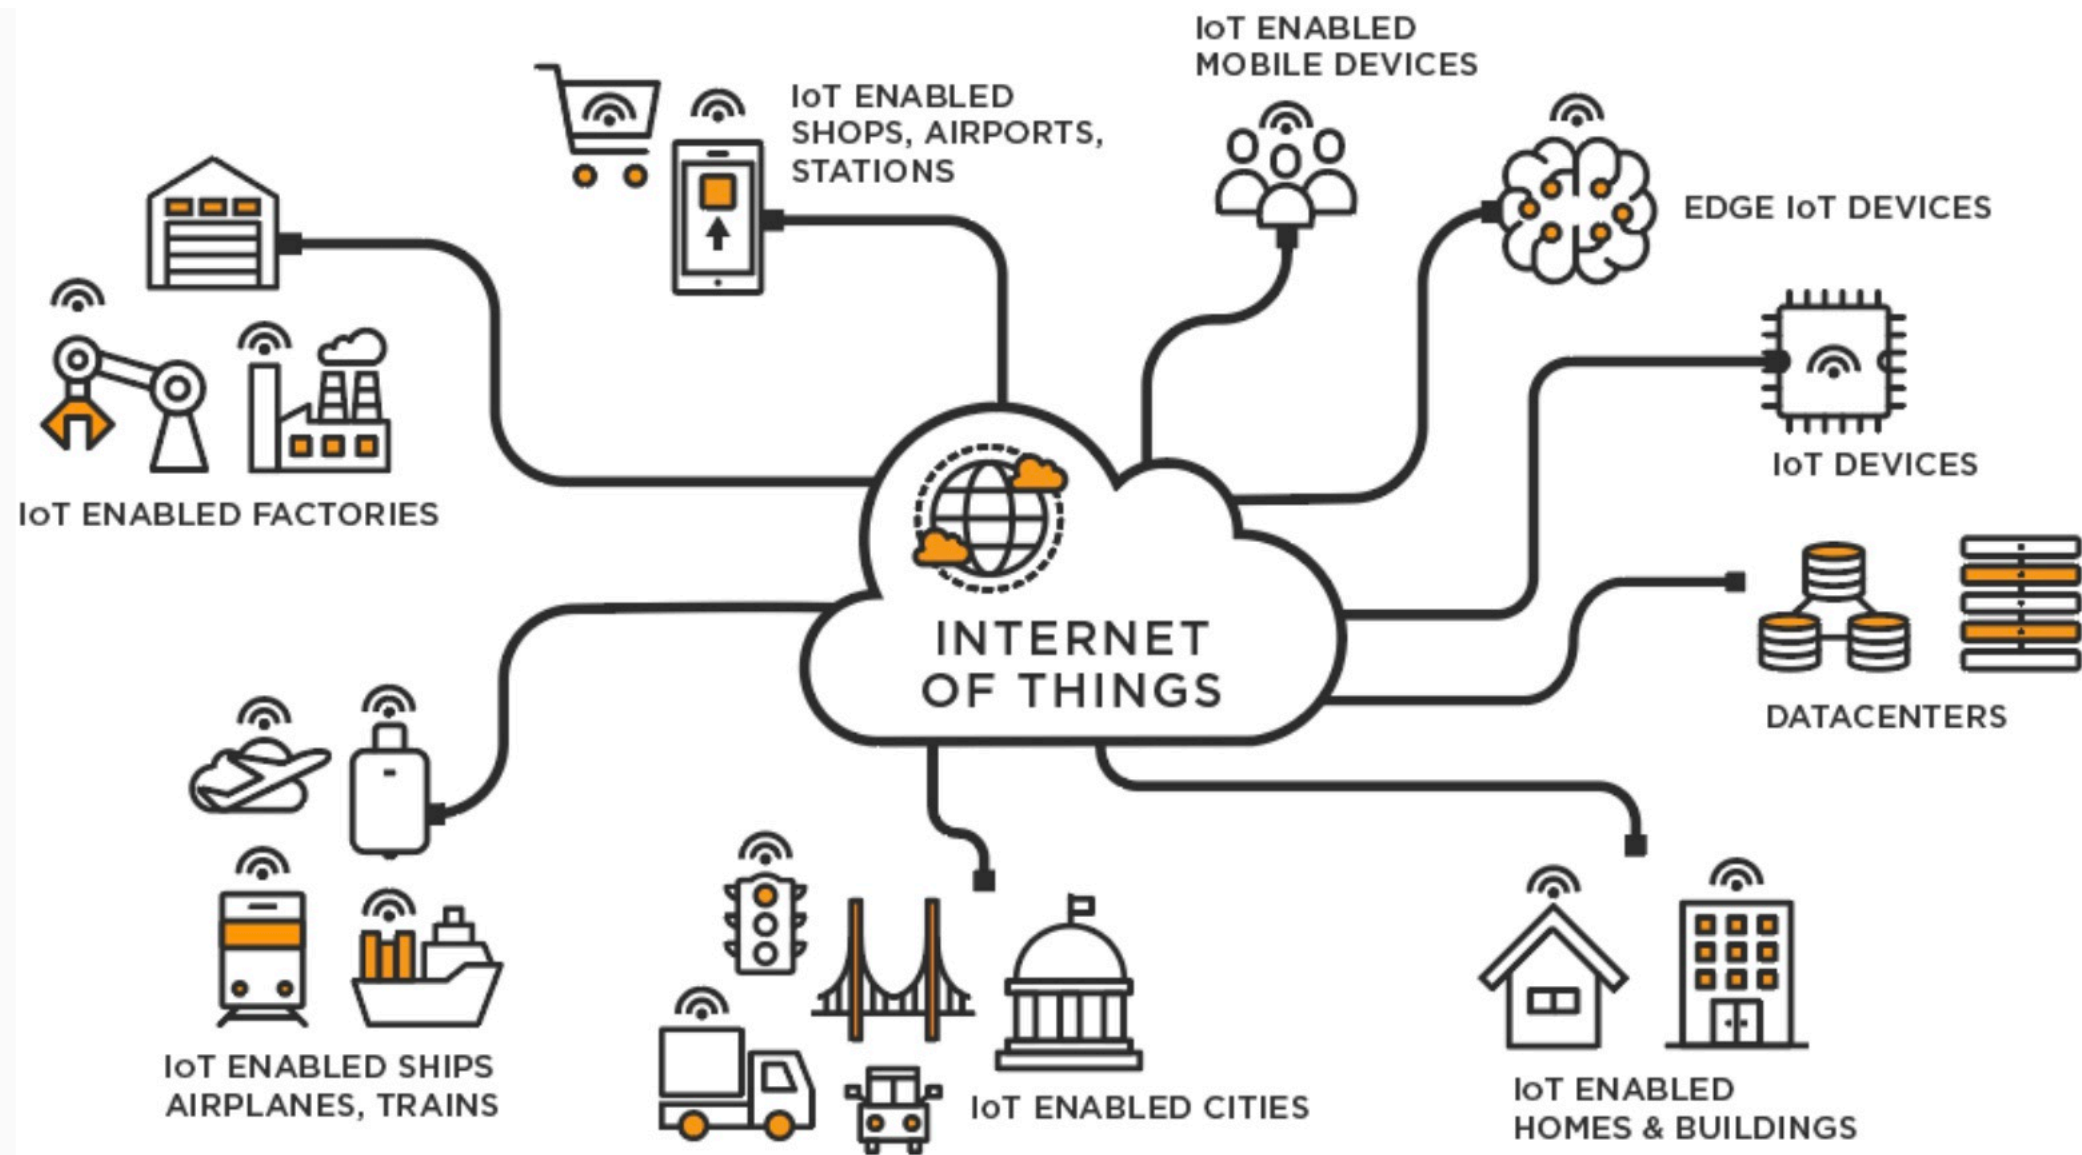 IoT ENABLED
MOBILE DEVICES
IoT ENABLED
SHOPS, AIRPORTS,
STATIONS
EDGE IoT DEVICES
IoT DEVICES
IoT ENABLED FACTORIES
INTERNET
OF THINGS
DATACENTERS
IoT ENABLED SHIPS
AIRPLANES, TRAINS
IoT ENABLED CITIES
IoT ENABLED
HOMES & BUILDINGS